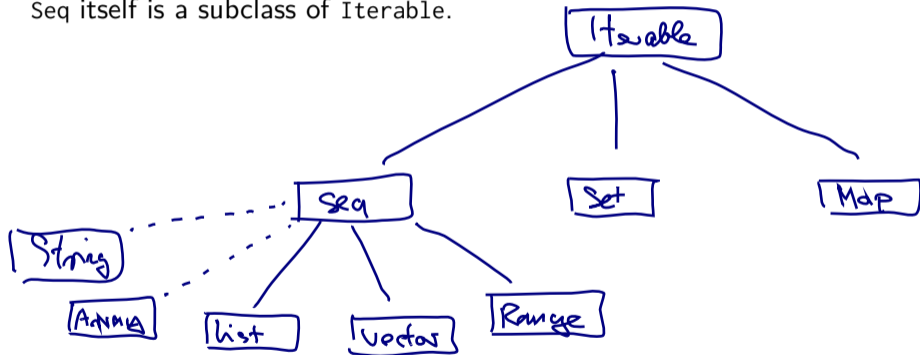 Seq itself is a subclass of Iterable.
Iterable
Seq
Set
Map
String
Array
List
Vector
Range